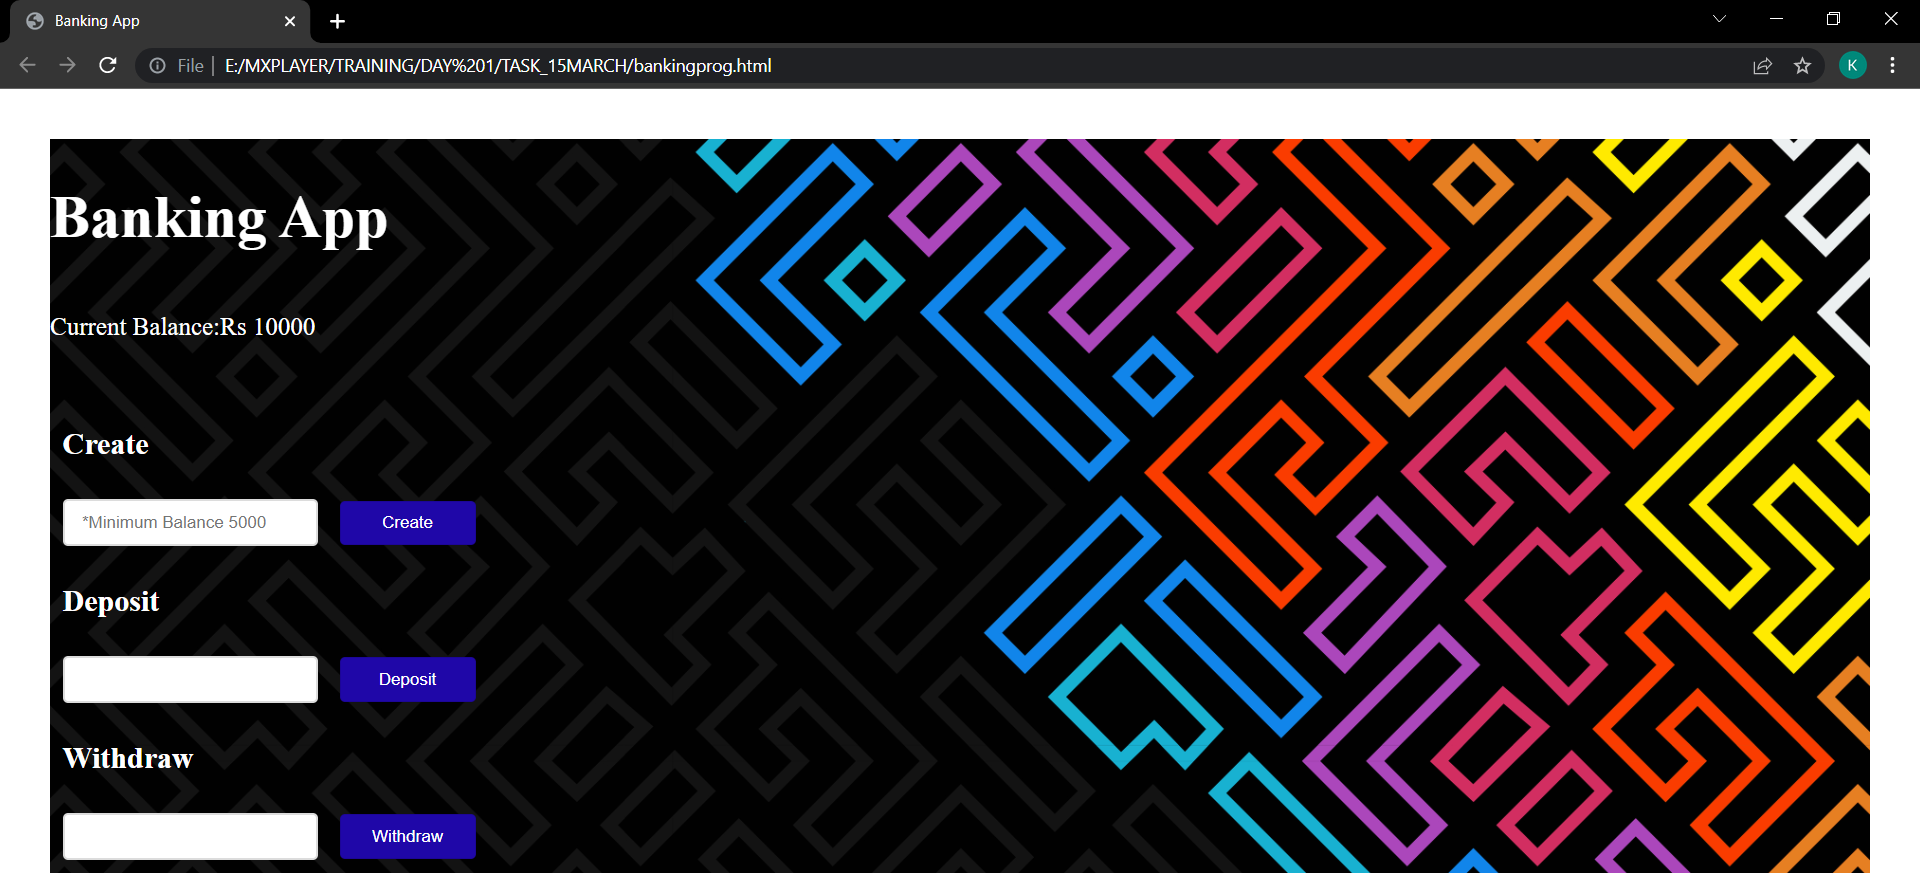 Banking App
File E:/MXPLAYER/TRAINING/DAY%201/TASK_15MARCH/bankingprog.html
K
Banking App
Current Balance:Rs 10000
Create
*Minimum Balance 5000 Create
Deposit
Deposit
Withdraw
Withdraw